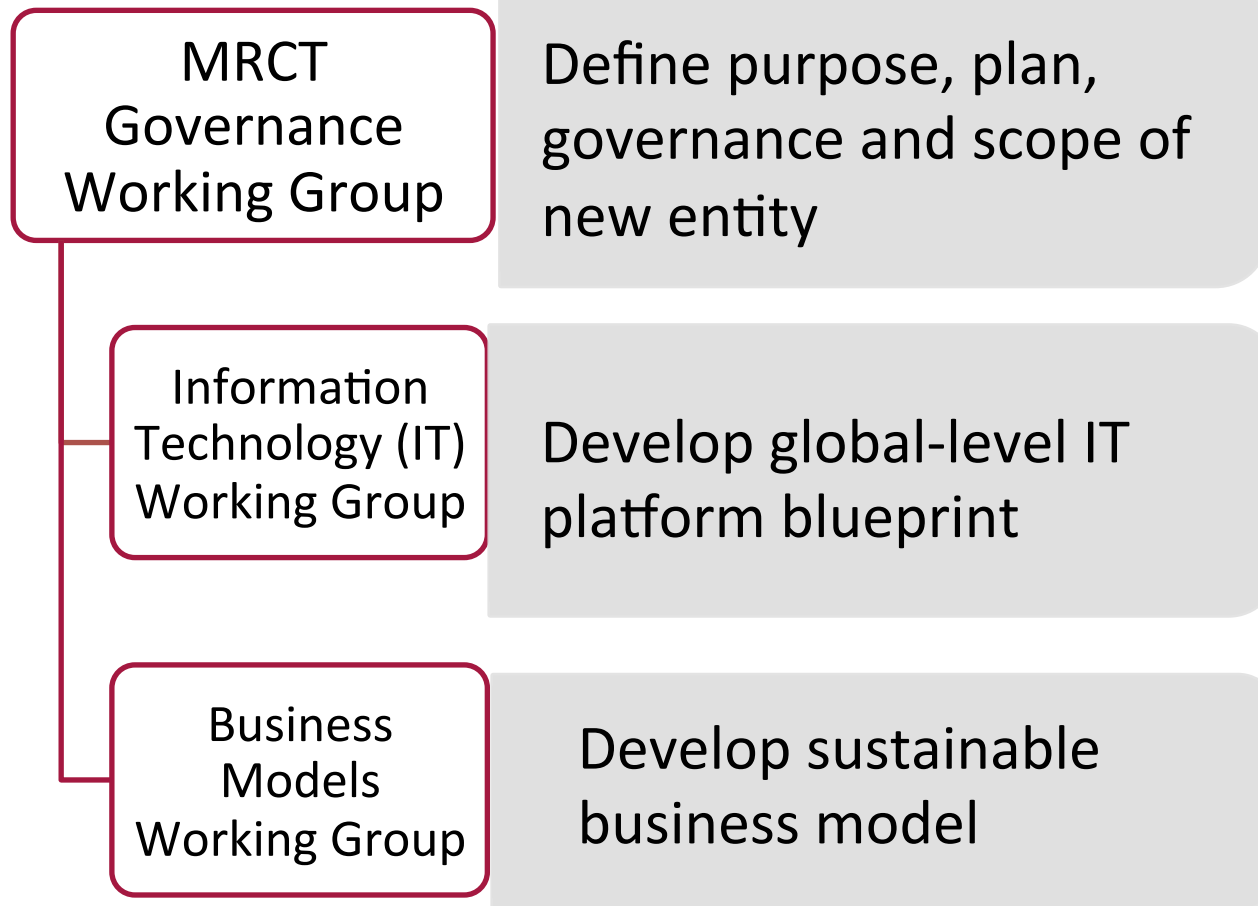 MRCT
Governance
Working Group
Define purpose, plan,
governance and scope of
new entity
Information
Technology (IT)
Working Group
Develop global-level IT
platform blueprint
Business
Models
Working Group
Develop sustainable
business model